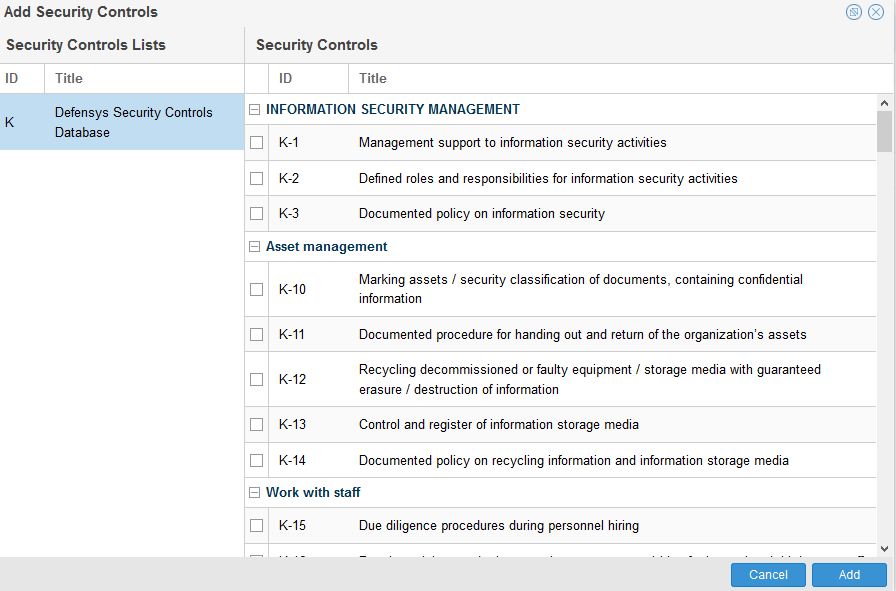 Add Security Controls
Security Controls Lists
Security Controls
ID
Title
ID
Title
K
Defensys Security Controls
Database
INFORMATION SECURITY MANAGEMENT
K-1
Management support to information security activities
K-2
Defined roles and responsibilities for information security activities
K-3
Documented policy on information security
Asset management
K-10
Marking assets / security classification of documents, containing confidential
information
K-11
Documented procedure for handing out and return of the organization's assets
K-12
Recycling decommissioned or faulty equipment / storage media with guaranteed
erasure / destruction of information
K-13
Control and register of information storage media
K-14
Documented policy on recycling information and information storage media
Work with staff
K-15
Due diligence procedures during personnel hiring
Cancel
Add